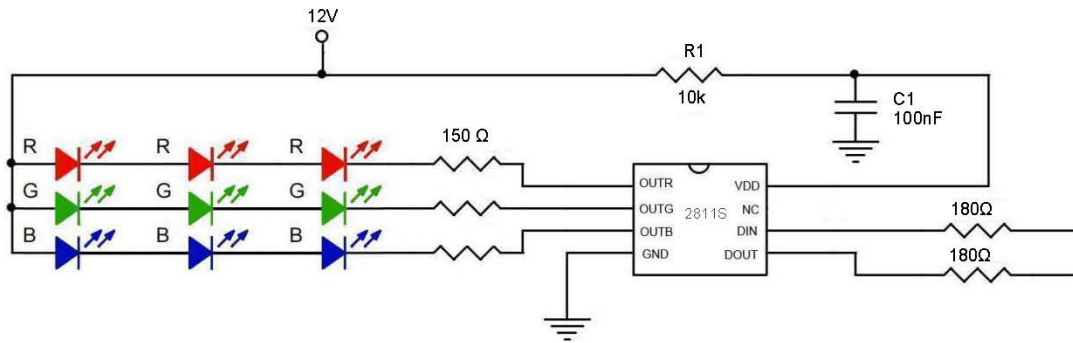 12V
R1
10k
C1
100nF
R R R
150 Ω
G G G
B B B
OUTR VDD
OUTG 2811S NC
OUTB DIN
GND DOUT
180Ω
180Ω